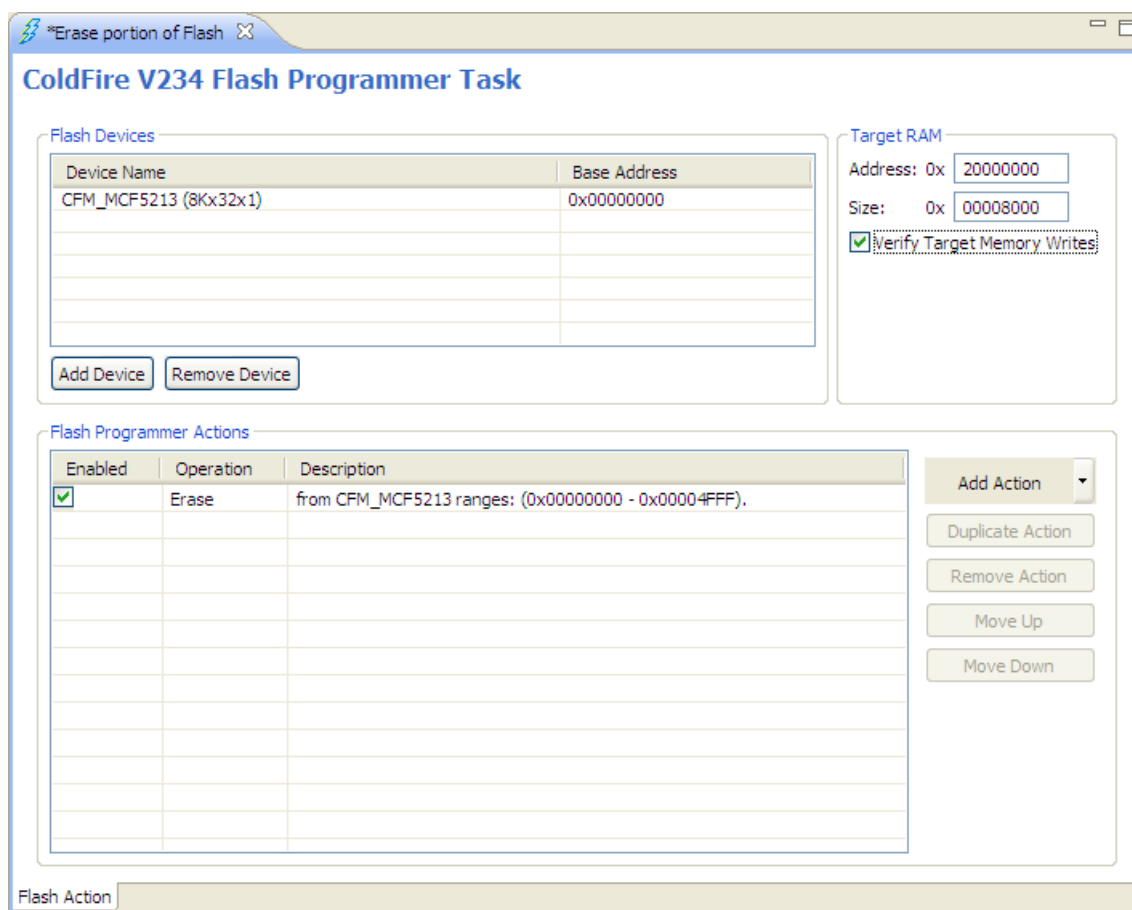 *Erase portion of Flash
ColdFire V234 Flash Programmer Task
Flash Devices
Device Name Base Address
CFM_MCF5213 (8Kx32x1) 0x00000000
Add Device Remove Device
Target RAM
Address: 0x 20000000
Size: 0x 00008000
Verify Target Memory Writes
Flash Programmer Actions
Enabled Operation Description
Erase from CFM_MCF5213 ranges: (0x00000000 - 0x00004FFF).
Add Action
Duplicate Action
Remove Action
Move Up
Move Down
Flash Action